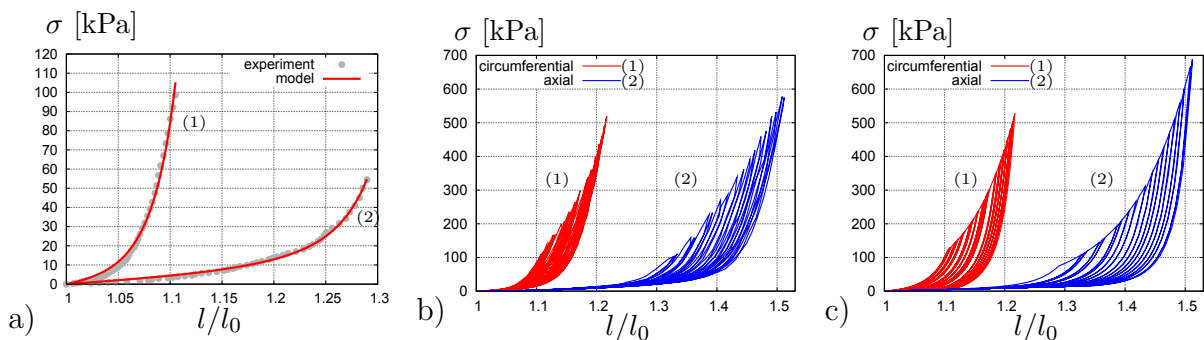 σ [kPa]
120
110
100
90
80
70
60
50
40
30
20
10
0
experiment
model
(1)
(2)
1 1.05 1.1 1.15 1.2 1.25 1.3
a) l/l₀
σ [kPa]
700
600
500
400
300
200
100
0
circumferential (1)
axial (2)
(1)
(2)
1 1.1 1.2 1.3 1.4 1.5
b) l/l₀
σ [kPa]
700
600
500
400
300
200
100
0
circumferential (1)
axial (2)
(1)
(2)
1 1.1 1.2 1.3 1.4 1.5
c) l/l₀